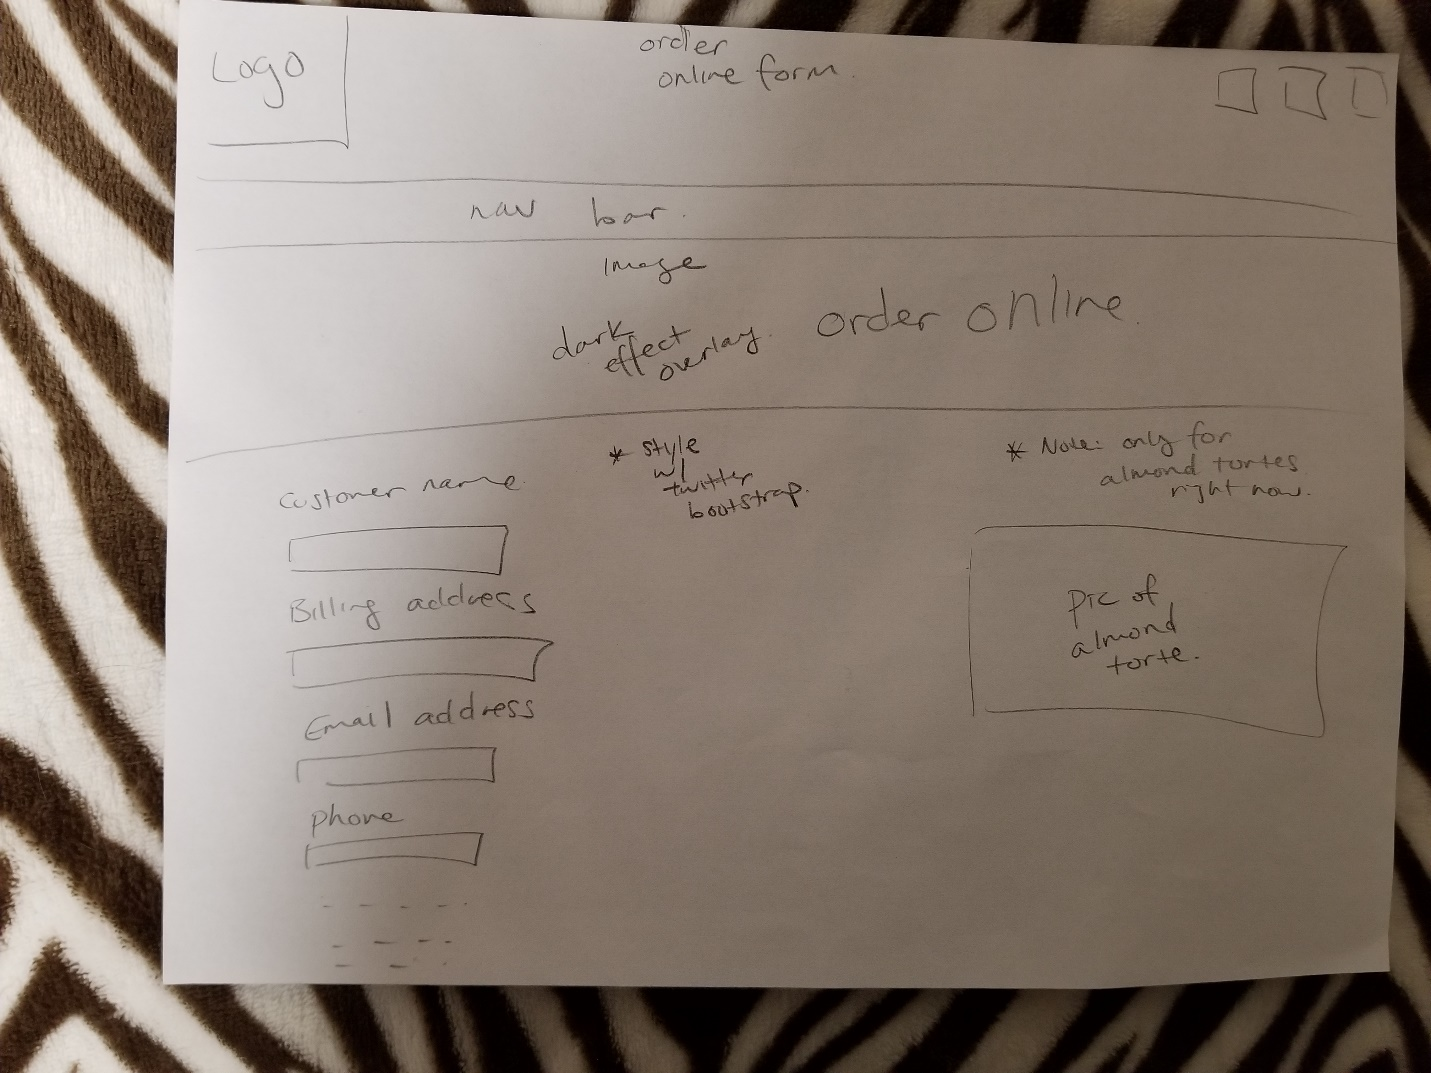 Logo
order
online form.
nav bar.
Image
dark
effect
overlay.
order online.
* style
w/
twitter
bootstrap.
* Note: only for
almond tortes
right now.
Customer name
Billing address
Email address
phone
pic of
almond
torte.